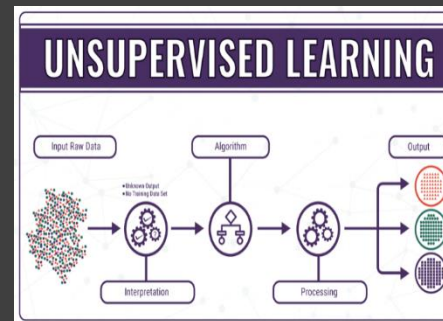 UNSUPERVISED LEARNING
Input Raw Data
Algorithm
Output
• Unknown Output
• No Training Data Set
Interpretation
Processing